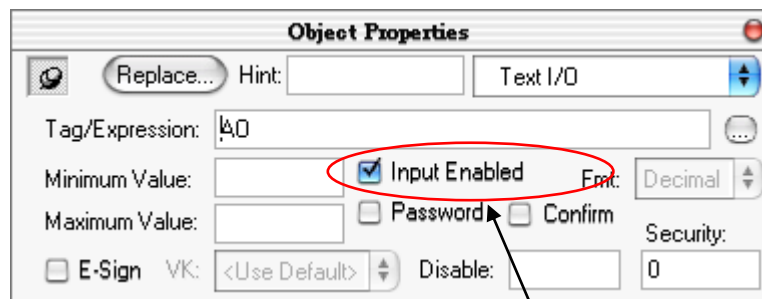 Object Properties
Replace... Hint: Text I/O
Tag/Expression: A0 ...
Minimum Value: Input Enabled Fmt: Decimal
Maximum Value: Password Confirm Security:
E-Sign VK: <Use Default> Disable: 0